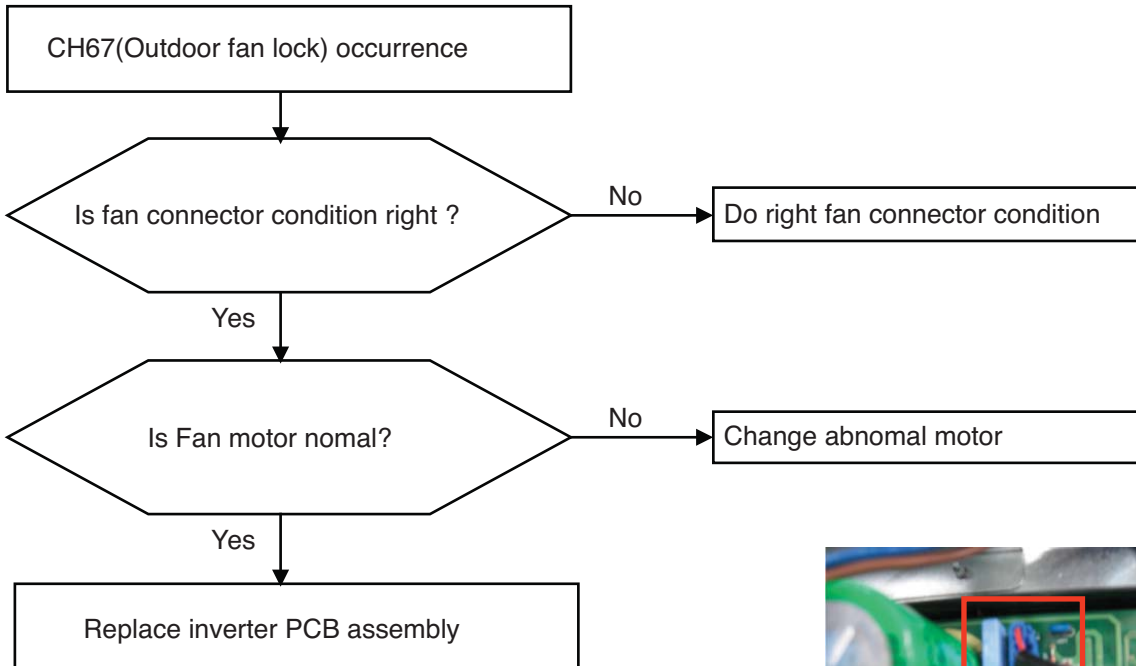 CH67(Outdoor fan lock) occurrence
Is fan connector condition right ?
No
Do right fan connector condition
Yes
Is Fan motor nomal?
No
Change abnomal motor
Yes
Replace inverter PCB assembly